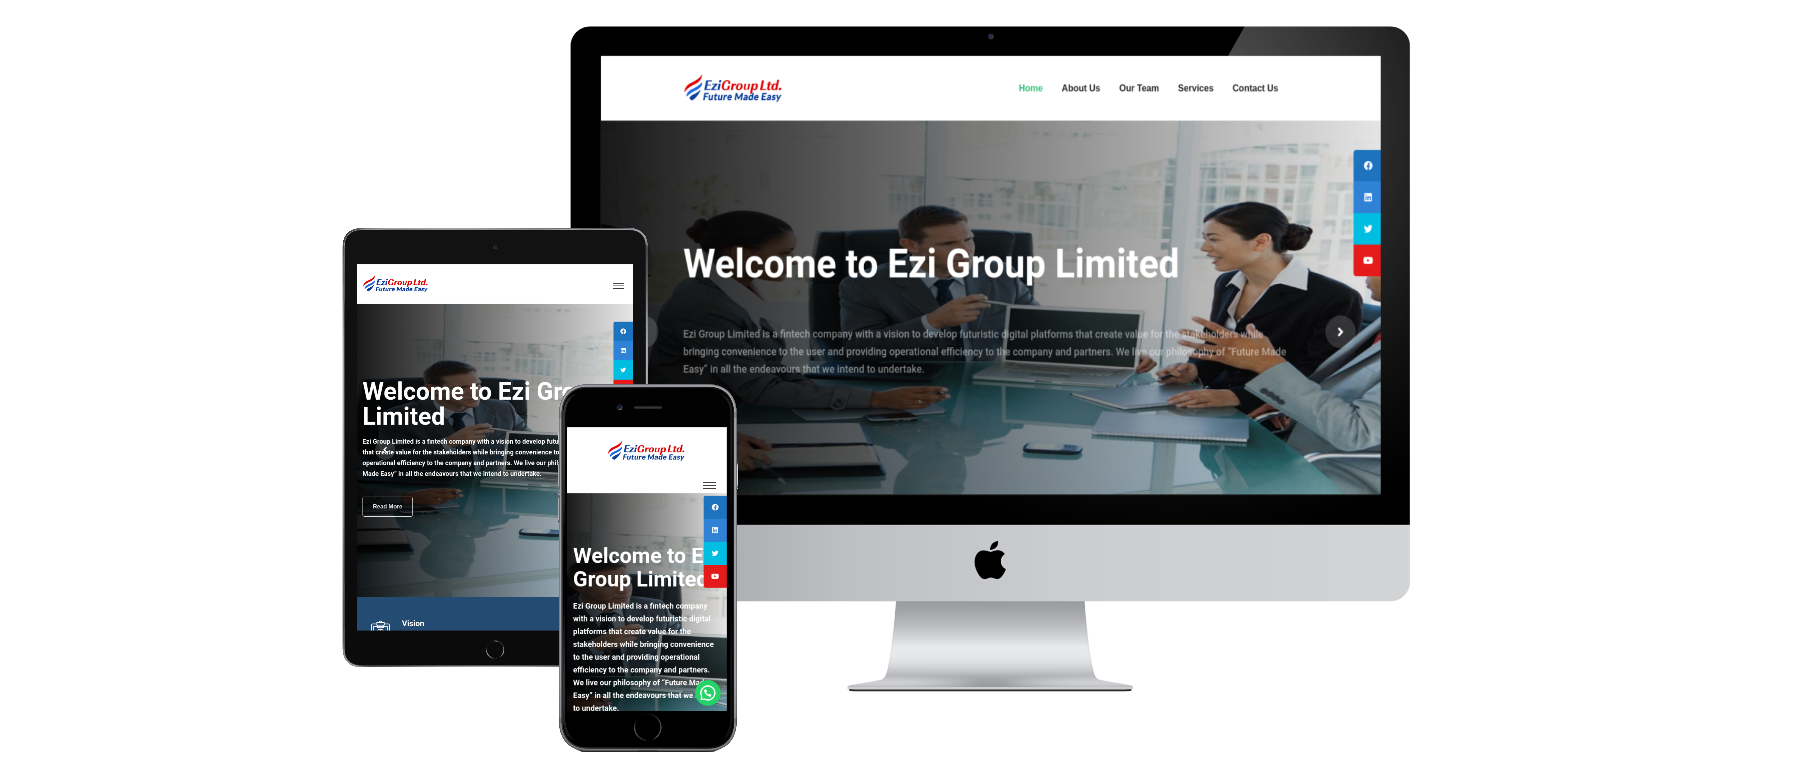 EziGroup Ltd.
Future Made Easy
Home About Us Our Team Services Contact Us
Welcome to Ezi Group Limited
Ezi Group Limited is a fintech company with a vision to develop futuristic digital platforms that create value for the stakeholders while
bringing convenience to the user and providing operational efficiency to the company and partners. We live our philosophy of “Future Made
Easy” in all the endeavours that we intend to undertake.
EziGroup Ltd.
Future Made Easy
Welcome to Ezi Gro
Limited
Ezi Group Limited is a fintech company with a vision to develop futu
that create value for the stakeholders while bringing convenience to
operational efficiency to the company and partners. We live our phil
Made Easy” in all the endeavours that we intend to undertake.
Read More
Vision
EziGroup Ltd.
Future Made Easy
Welcome to E
Group Limited
Ezi Group Limited is a fintech company
with a vision to develop futuristic digital
platforms that create value for the
stakeholders while bringing convenience
to the user and providing operational
efficiency to the company and partners.
We live our philosophy of “Future Made
Easy” in all the endeavours that we
to undertake.